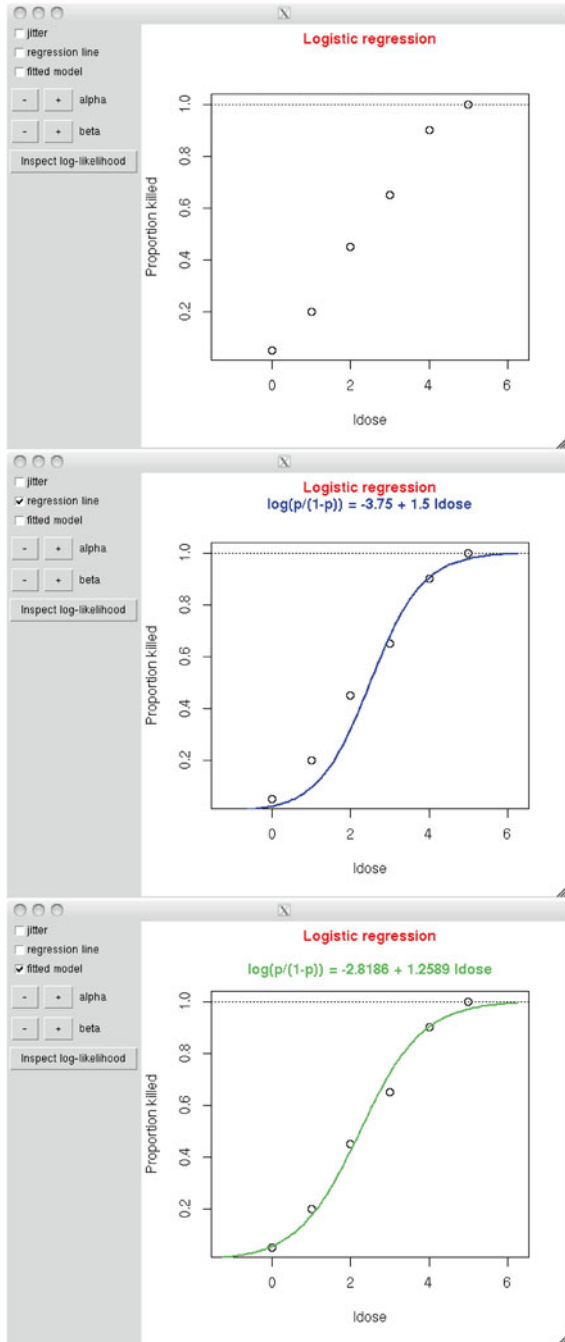 X
jitter
regression line
fitted model
- + alpha
- + beta
Inspect log-likelihood
Logistic regression
Proportion killed
1.0
0.8
0.6
0.4
0.2
0 2 4 6
ldose
X
jitter
regression line
fitted model
- + alpha
- + beta
Inspect log-likelihood
Logistic regression
log(p/(1-p)) = -3.75 + 1.5 ldose
Proportion killed
1.0
0.8
0.6
0.4
0.2
0 2 4 6
ldose
X
jitter
regression line
fitted model
- + alpha
- + beta
Inspect log-likelihood
Logistic regression
log(p/(1-p)) = -2.8186 + 1.2589 ldose
Proportion killed
1.0
0.8
0.6
0.4
0.2
0 2 4 6
ldose